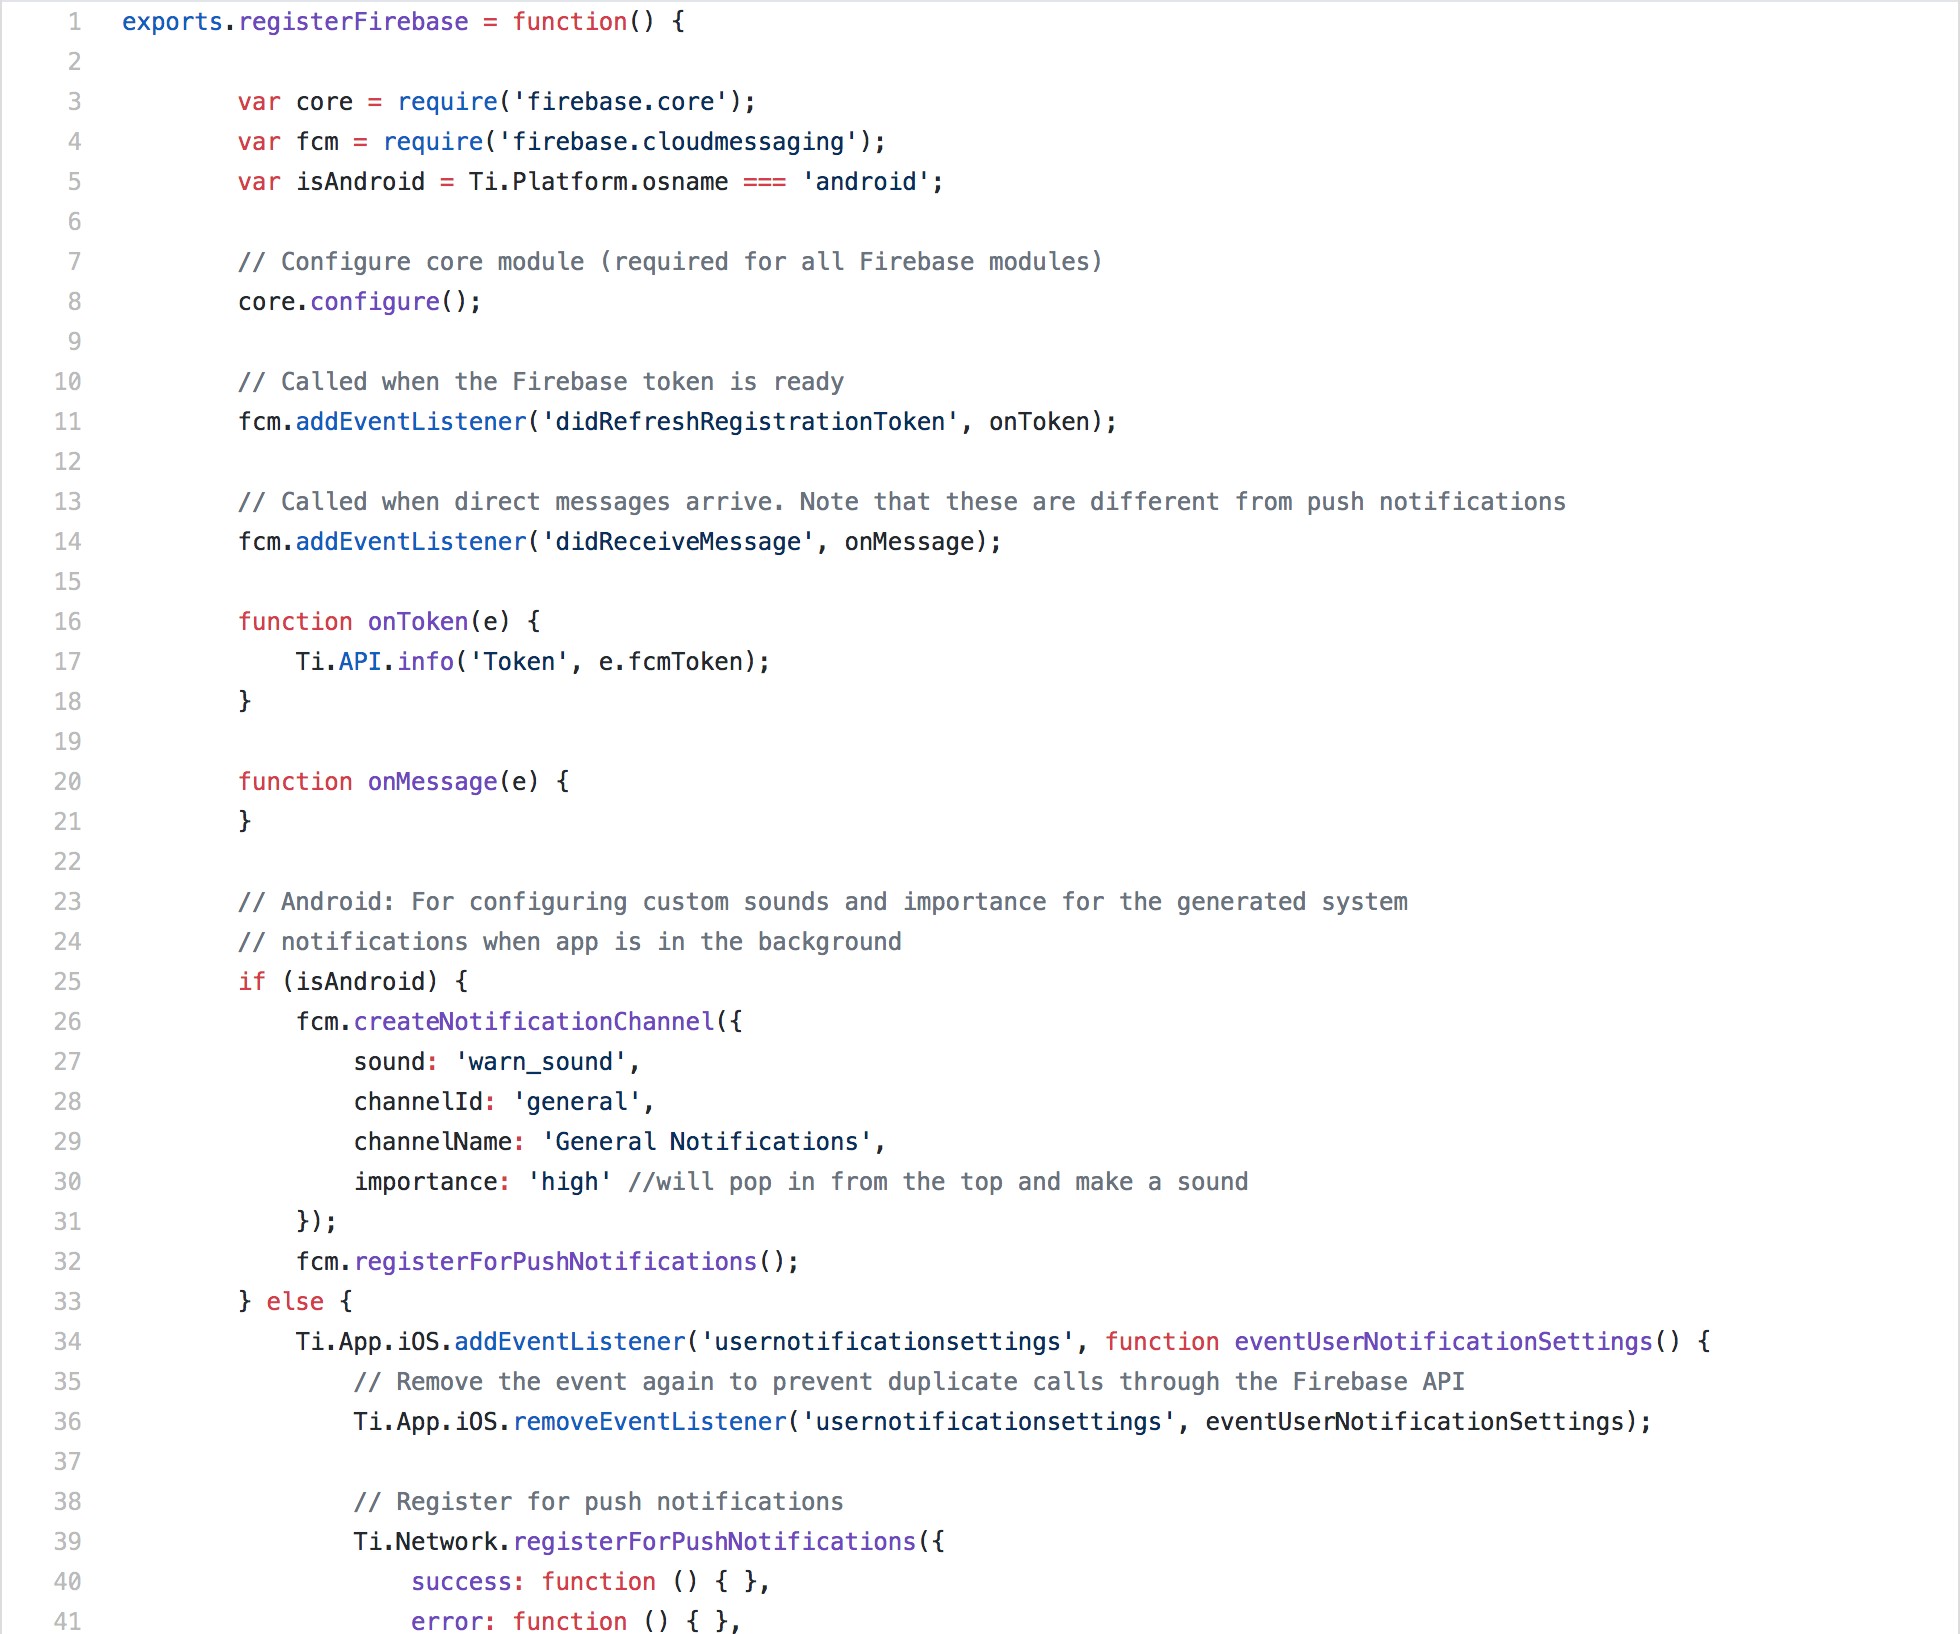 1 exports.registerFirebase = function() {
2
3 var core = require('firebase.core');
4 var fcm = require('firebase.cloudmessaging');
5 var isAndroid = Ti.Platform.osname === 'android';
6
7 // Configure core module (required for all Firebase modules)
8 core.configure();
9
10 // Called when the Firebase token is ready
11 fcm.addEventListener('didRefreshRegistrationToken', onToken);
12
13 // Called when direct messages arrive. Note that these are different from push notifications
14 fcm.addEventListener('didReceiveMessage', onMessage);
15
16 function onToken(e) {
17 Ti.API.info('Token', e.fcmToken);
18 }
19
20 function onMessage(e) {
21 }
22
23 // Android: For configuring custom sounds and importance for the generated system
24 // notifications when app is in the background
25 if (isAndroid) {
26 fcm.createNotificationChannel({
27 sound: 'warn_sound',
28 channelId: 'general',
29 channelName: 'General Notifications',
30 importance: 'high' //will pop in from the top and make a sound
31 });
32 fcm.registerForPushNotifications();
33 } else {
34 Ti.App.iOS.addEventListener('usernotificationsettings', function eventUserNotificationSettings() {
35 // Remove the event again to prevent duplicate calls through the Firebase API
36 Ti.App.iOS.removeEventListener('usernotificationsettings', eventUserNotificationSettings);
37
38 // Register for push notifications
39 Ti.Network.registerForPushNotifications({
40 success: function () { },
41 error: function () { },